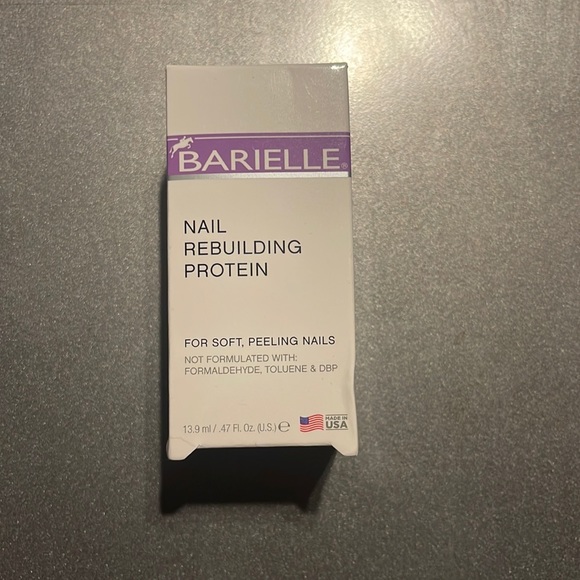 BARIELLE®
NAIL
REBUILDING
PROTEIN
FOR SOFT, PEELING NAILS
NOT FORMULATED WITH:
FORMALDEHYDE, TOLUENE & DBP
13.9 ml / .47 Fl. Oz. (U.S.) ℮
MADE IN
USA